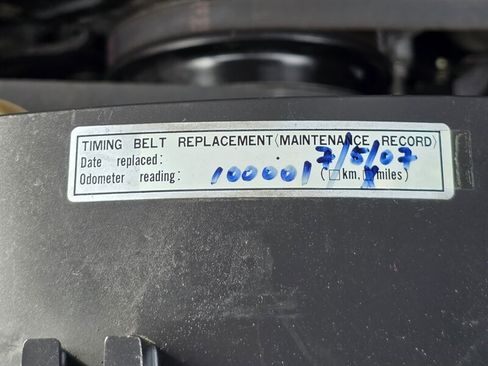 TIMING BELT REPLACEMENT (MAINTENANCE RECORD)
Date replaced: 7/5/07
Odometer reading: 100001 (☐km. ☒miles)